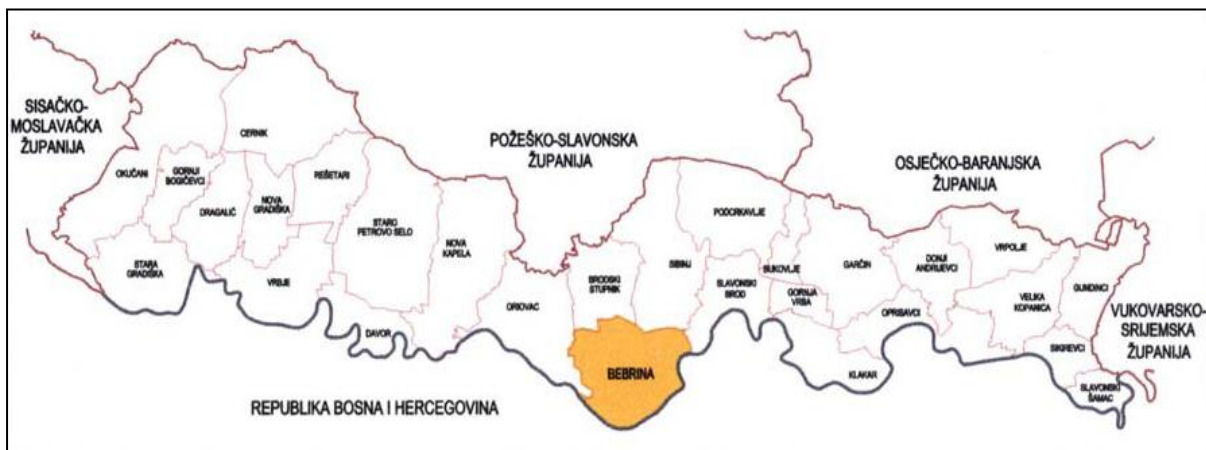 SISAČKO-
MOSLAVAČKA
ŽUPANIJA
POŽEŠKO-SLAVONSKA
ŽUPANIJA
OSJEČKO-BARANJSKA
ŽUPANIJA
VUKOVARSKO-
SRIJEMSKA
ŽUPANIJA
REPUBLIKA BOSNA I HERCEGOVINA
OKUČANI
GORNJI
BOGIĆEVCI
CERNIK
REŠETARI
DRAGALIĆ
NOVA
GRADIŠKA
STARA
GRADIŠKA
VRBJE
STARO
PETROVO SELO
DAVOR
NOVA
KAPELA
ORIOVAC
BRODSKI
STUPNIK
BEBRINA
SIBINJ
PODCRKAVLJE
SLAVONSKI
BROD
BUKOVLJE
GORNJA
VRBA
GARČIN
KLAKAR
OPRISAVCI
DONJI
ANDRIJEVCI
VRPOLJE
VELIKA
KOPANICA
GUNDINCI
SIKIREVCI
SLAVONSKI
ŠAMAC